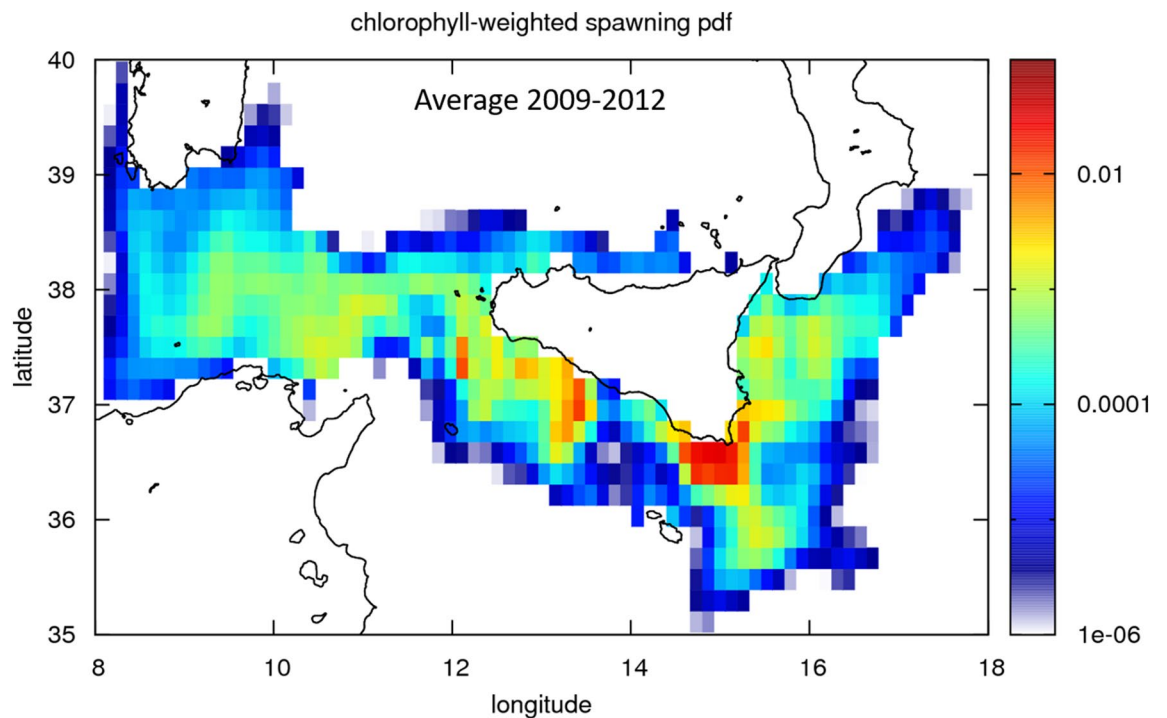 chlorophyll-weighted spawning pdf
Average 2009-2012
40
39
38
37
36
35
latitude
8
10
12
14
16
18
longitude
0.01
0.0001
1e-06